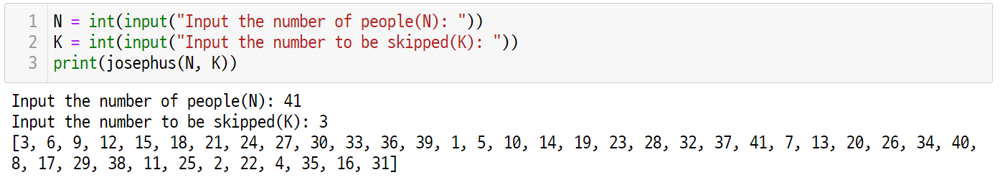 1 N = int(input("Input the number of people(N): "))
2 K = int(input("Input the number to be skipped(K): "))
3 print(josephus(N, K))
Input the number of people(N): 41
Input the number to be skipped(K): 3
[3, 6, 9, 12, 15, 18, 21, 24, 27, 30, 33, 36, 39, 1, 5, 10, 14, 19, 23, 28, 32, 37, 41, 7, 13, 20, 26, 34, 40,
8, 17, 29, 38, 11, 25, 2, 22, 4, 35, 16, 31]